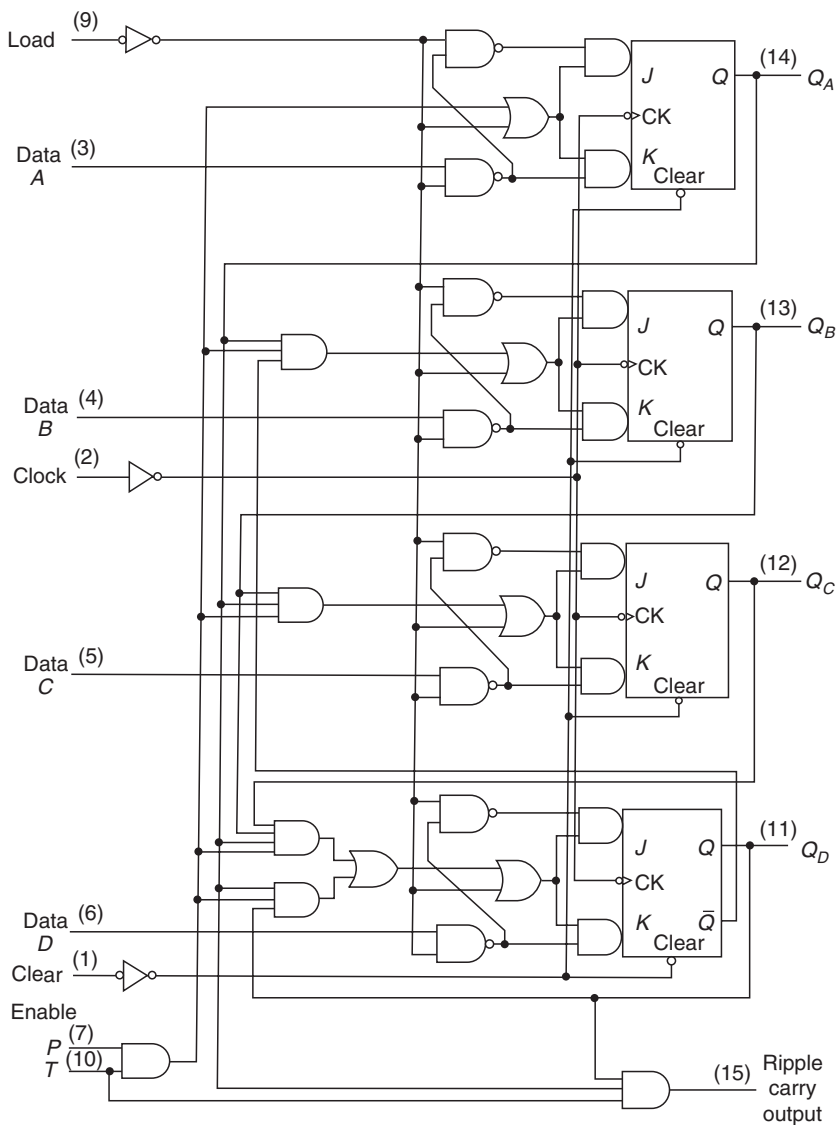 Load (9)
J Q (14) Q_A
CK
K
Clear
Data (3)
A
J Q (13) Q_B
CK
K
Clear
Data (4)
B
Clock (2)
J Q (12) Q_C
CK
K
Clear
Data (5)
C
J Q (11) Q_D
CK
K Q̄
Clear
Data (6)
D
Clear (1)
Enable
P (7)
T (10)
(15) Ripple
carry
output